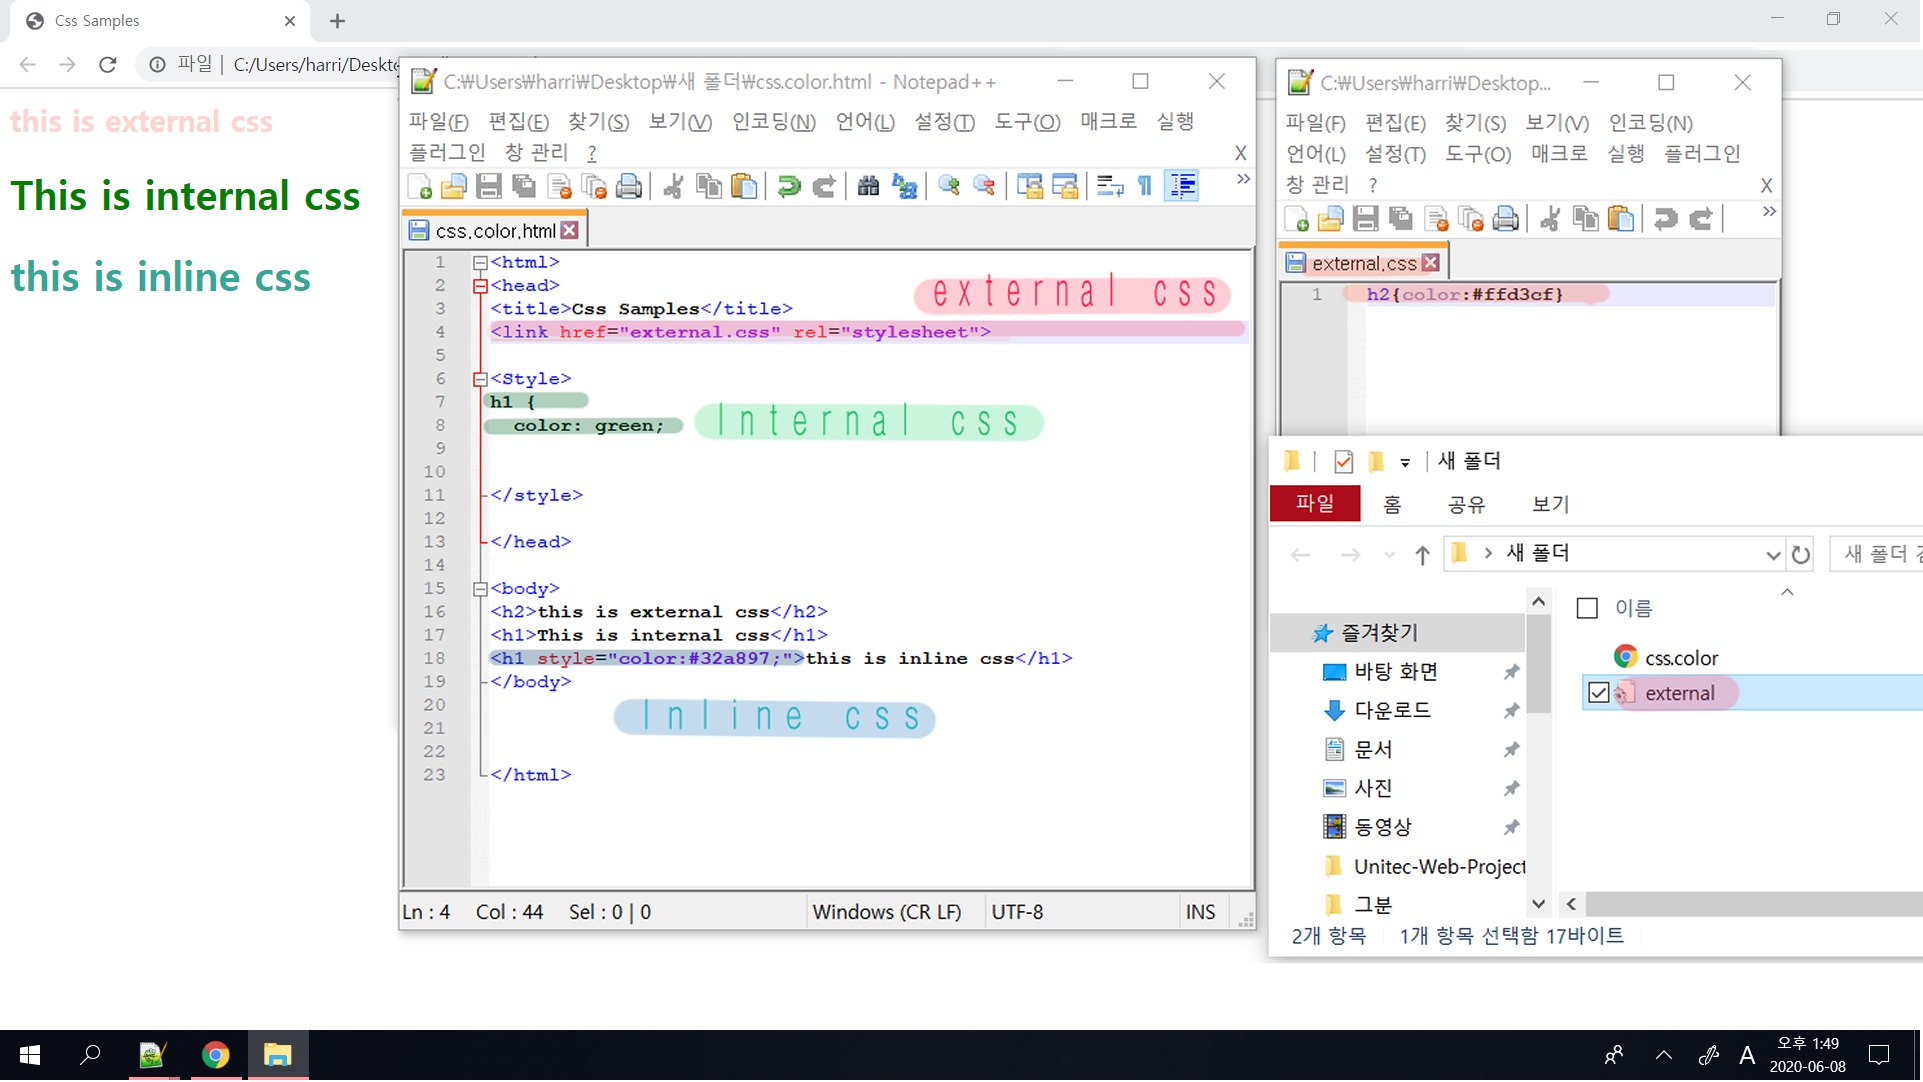 Css Samples
파일 | C:/Users/harri/Deskto
this is external css
This is internal css
this is inline css
C:₩Users₩harri₩Desktop₩새 폴더₩css.color.html - Notepad++
파일(F) 편집(E) 찾기(S) 보기(V) 인코딩(N) 언어(L) 설정(T) 도구(O) 매크로 실행
플러그인 창 관리 ? X
css.color.html
1 <html>
2 <head>
3 <title>Css Samples</title>
4 <link href="external.css" rel="stylesheet">
5
6 <Style>
7 h1 {
8 color: green;
9
10
11 </style>
12
13 </head>
14
15 <body>
16 <h2>this is external css</h2>
17 <h1>This is internal css</h1>
18 <h1 style="color:#32a897;">this is inline css</h1>
19 </body>
20
21
22
23 </html>
external css
Internal css
Inline css
Ln : 4 Col : 44 Sel : 0 | 0 Windows (CR LF) UTF-8 INS
C:₩Users₩harri₩Desktop...
파일(F) 편집(E) 찾기(S) 보기(V) 인코딩(N)
언어(L) 설정(T) 도구(O) 매크로 실행 플러그인
창 관리 ? X
external.css
1 h2{color:#ffd3cf}
새 폴더
파일 홈 공유 보기
새 폴더
새 폴더
이름
즐겨찾기
바탕 화면
다운로드
문서
사진
동영상
Unitec-Web-Project
그분
css.color
external
2개 항목 1개 항목 선택함 17바이트
A
오후 1:49
2020-06-08